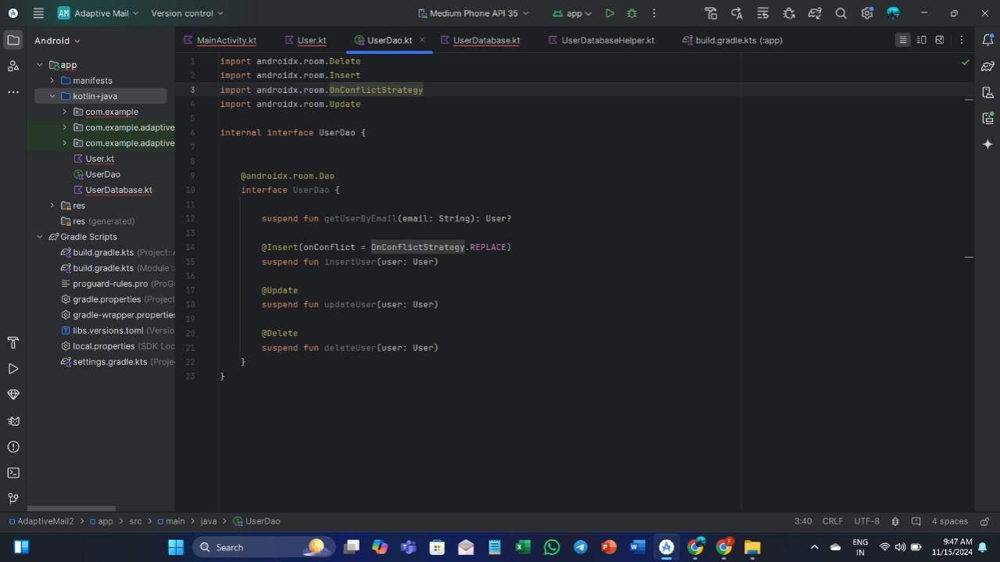 AM Adaptive Mail Version control Medium Phone API 35 app
Android
MainActivity.kt User.kt UserDao.kt UserDatabase.kt UserDatabaseHelper.kt build.gradle.kts (:app)
app
manifests
kotlin+java
com.example
com.example.adaptive
com.example.adaptive
User.kt
UserDao
UserDatabase.kt
res
res (generated)
Gradle Scripts
build.gradle.kts (Project: A
build.gradle.kts (Module :
proguard-rules.pro (ProG
gradle.properties (Project
gradle-wrapper.properties
libs.versions.toml (Versio
local.properties (SDK Loc
settings.gradle.kts (Proje
1 import androidx.room.Delete
2 import androidx.room.Insert
3 import androidx.room.OnConflictStrategy
4 import androidx.room.Update
5
6 internal interface UserDao {
7
8
9 @androidx.room.Dao
10 interface UserDao {
11
12 suspend fun getUserByEmail(email: String): User?
13
14 @Insert(onConflict = OnConflictStrategy.REPLACE)
15 suspend fun insertUser(user: User)
16
17 @Update
18 suspend fun updateUser(user: User)
19
20 @Delete
21 suspend fun deleteUser(user: User)
22 }
23 }
AdaptiveMail2 > app > src > main > java > UserDao 3:40 CRLF UTF-8 4 spaces
Search
ENG
IN
9:47 AM
11/15/2024